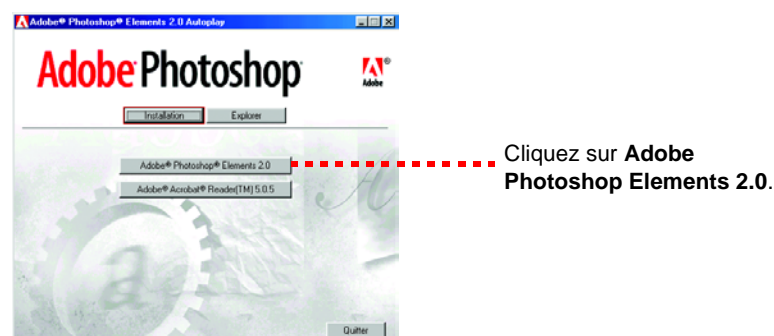 Adobe® Photoshop® Elements 2.0 Autoplay
Adobe Photoshop
Adobe
Installation
Explorer
Adobe® Photoshop® Elements 2.0
Adobe® Acrobat® Reader[TM] 5.0.5
Quitter
Cliquez sur Adobe
Photoshop Elements 2.0.